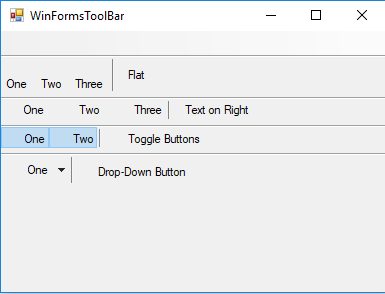 WinFormsToolBar
One Two Three Flat
One Two Three Text on Right
One Two Toggle Buttons
One Drop-Down Button